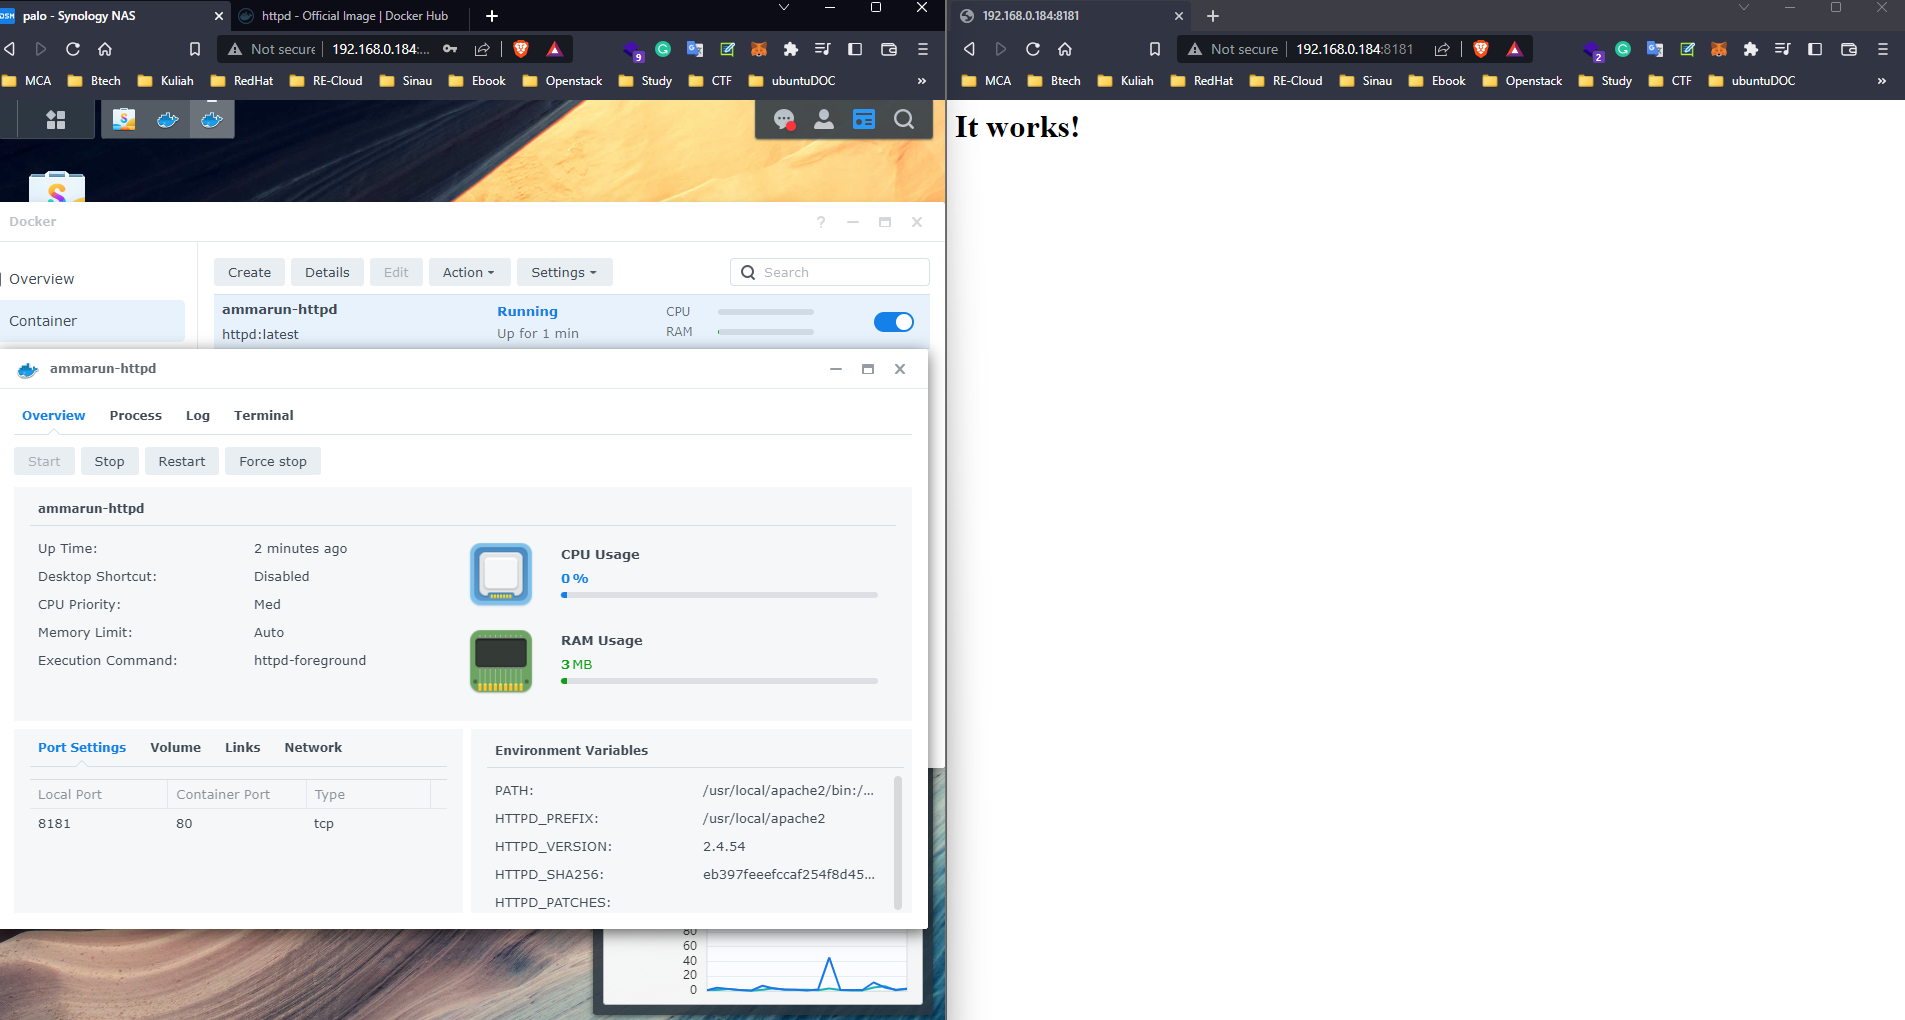 DSM palo - Synology NAS
httpd - Official Image | Docker Hub
Not secure 192.168.0.184:...
9
MCA Btech Kuliah RedHat RE-Cloud Sinau Ebook Openstack Study CTF ubuntuDOC »
Docker
?
Overview
Container
Create Details Edit Action Settings
Search
ammarun-httpd
httpd:latest
Running
Up for 1 min
CPU
RAM
ammarun-httpd
Overview Process Log Terminal
Start Stop Restart Force stop
ammarun-httpd
Up Time: 2 minutes ago
Desktop Shortcut: Disabled
CPU Priority: Med
Memory Limit: Auto
Execution Command: httpd-foreground
CPU Usage
0 %
RAM Usage
3 MB
Port Settings Volume Links Network
Local Port Container Port Type
8181 80 tcp
Environment Variables
PATH: /usr/local/apache2/bin:/...
HTTPD_PREFIX: /usr/local/apache2
HTTPD_VERSION: 2.4.54
HTTPD_SHA256: eb397feeefccaf254f8d45...
HTTPD_PATCHES:
80
60
40
20
0
192.168.0.184:8181
Not secure 192.168.0.184:8181
2
MCA Btech Kuliah RedHat RE-Cloud Sinau Ebook Openstack Study CTF ubuntuDOC »
It works!